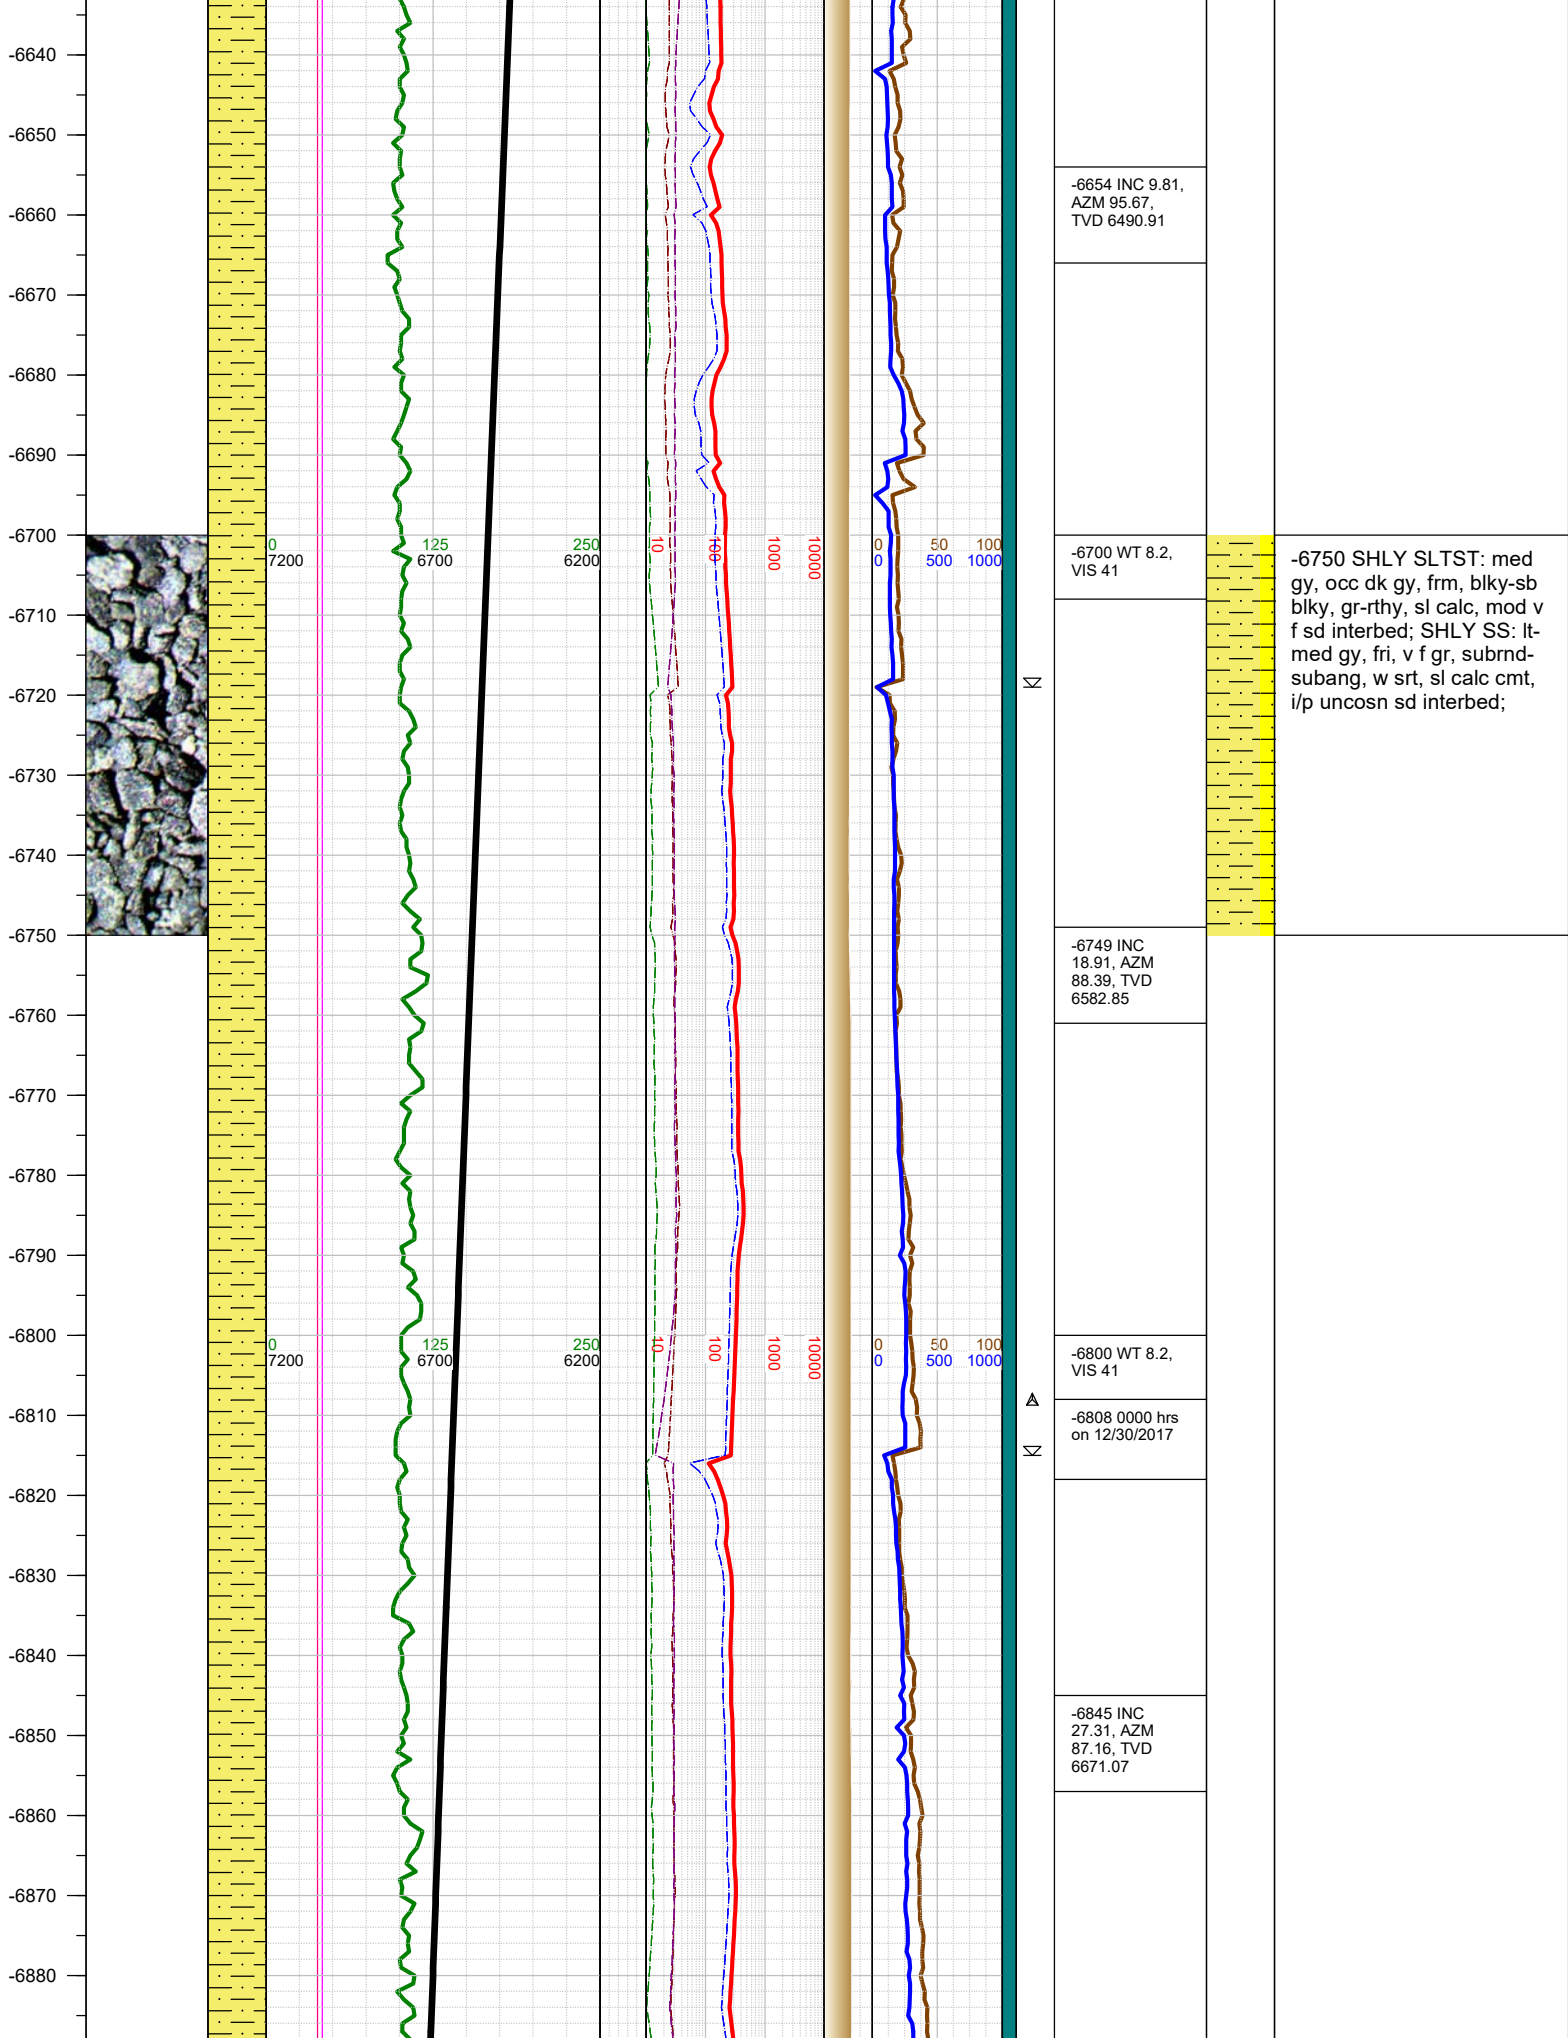 -6640
-6650
-6654 INC 9.81,
AZM 95.67,
TVD 6490.91
-6660
-6670
-6680
-6690
-6700
0 125 250
7200 6700 6200
10 100 1000 10000
0 50 100
0 500 1000
-6700 WT 8.2,
VIS 41
-6750 SHLY SLTST: med
gy, occ dk gy, frm, blky-sb
blky, gr-rthy, sl calc, mod v
f sd interbed; SHLY SS: lt-
med gy, fri, v f gr, subrnd-
subang, w srt, sl calc cmt,
i/p uncosn sd interbed;
-6710
-6720
-6730
-6740
-6750
-6749 INC
18.91, AZM
88.39, TVD
6582.85
-6760
-6770
-6780
-6790
-6800
0 125 250
7200 6700 6200
10 100 1000 10000
0 50 100
0 500 1000
-6800 WT 8.2,
VIS 41
-6810
-6808 0000 hrs
on 12/30/2017
-6820
-6830
-6840
-6850
-6845 INC
27.31, AZM
87.16, TVD
6671.07
-6860
-6870
-6880